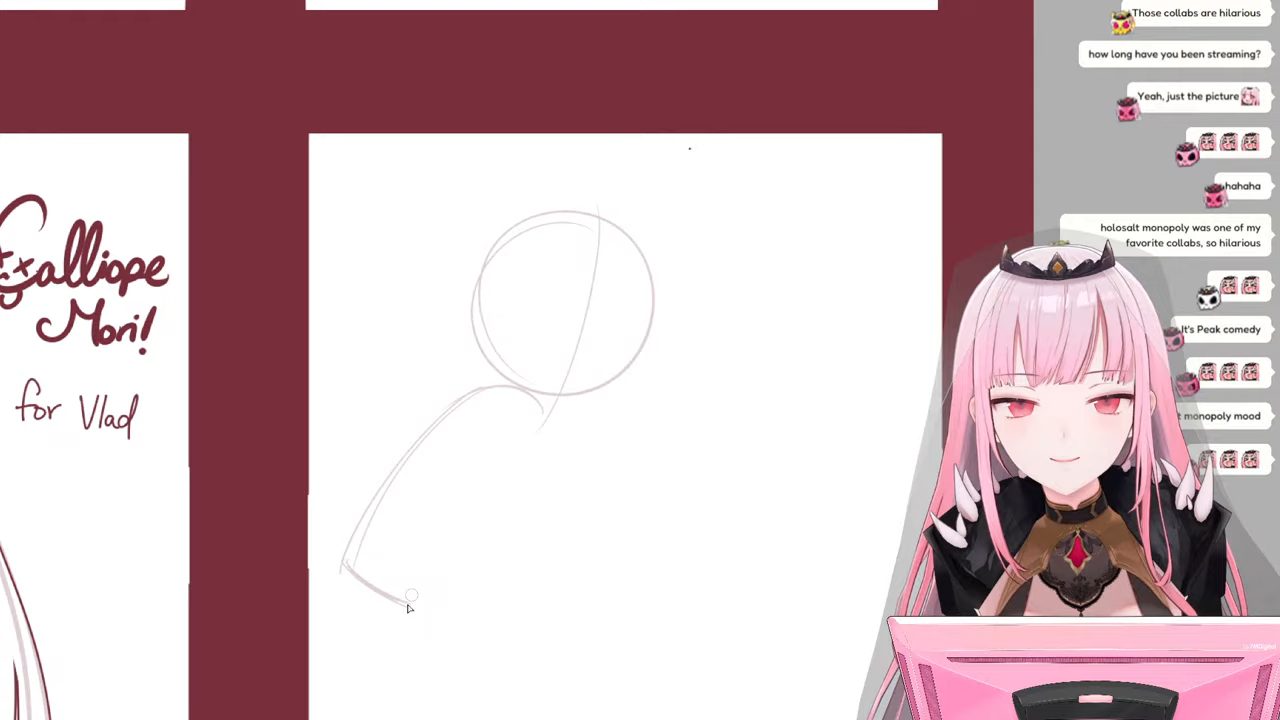 Calliope
Mori!
for Vlad
Those collabs are hilarious
how long have you been streaming?
Yeah, just the picture
hahaha
holosalt monopoly was one of my
favorite collabs, so hilarious
It's Peak comedy
monopoly mood